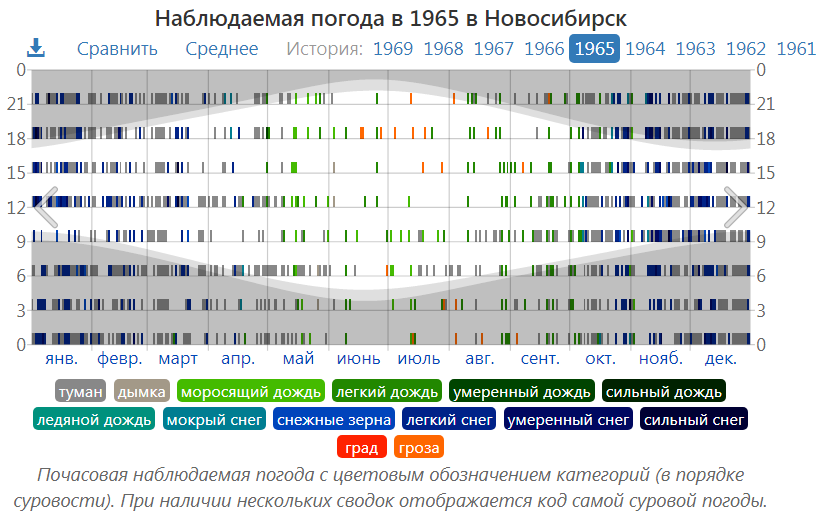 Наблюдаемая погода в 1965 в Новосибирск
Сравнить Среднее История: 1969 1968 1967 1966 1965 1964 1963 1962 1961
0 0
21 21
18 18
15 15
12 12
9 9
6 6
3 3
0 0
янв. февр. март апр. май июнь июль авг. сент. окт. нояб. дек.
туман дымка моросящий дождь легкий дождь умеренный дождь сильный дождь
ледяной дождь мокрый снег снежные зерна легкий снег умеренный снег сильный снег
град гроза
Почасовая наблюдаемая погода с цветовым обозначением категорий (в порядке
суровости). При наличии нескольких сводок отображается код самой суровой погоды.